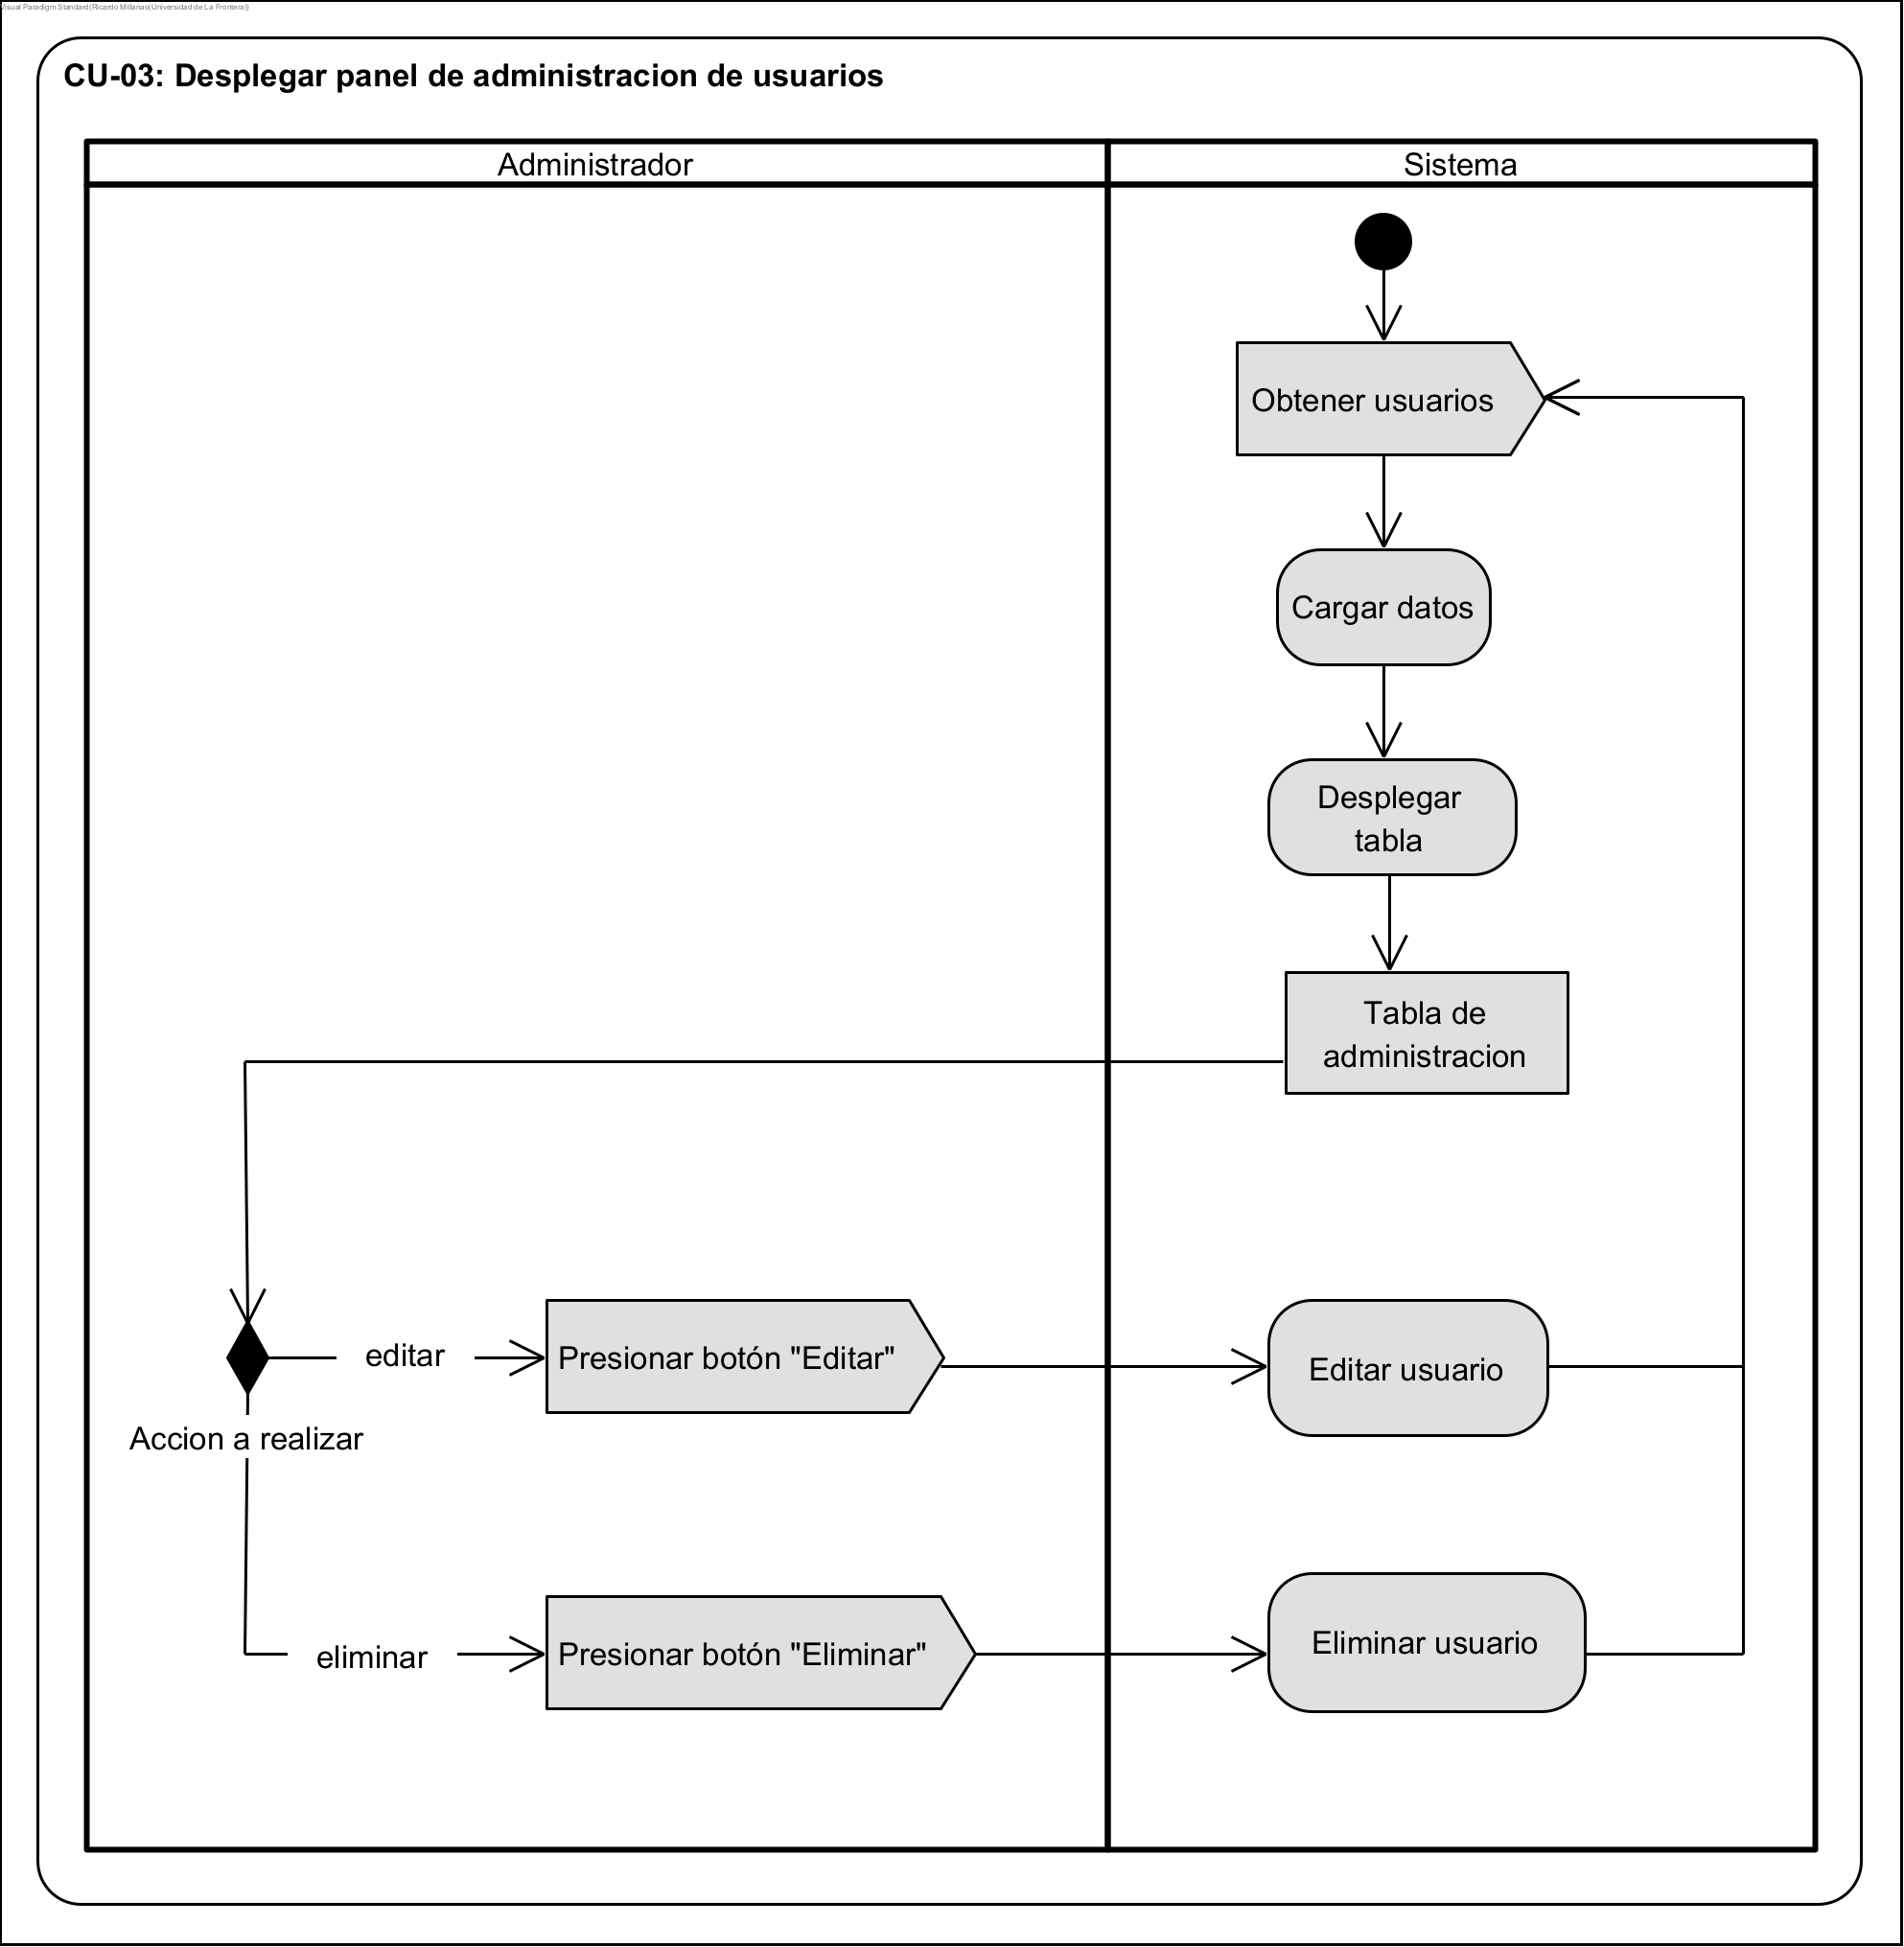 Visual Paradigm Standard(Ricardo Millanao(Universidad de La Frontera))
CU-03: Desplegar panel de administracion de usuarios
Administrador
Sistema
Obtener usuarios
Cargar datos
Desplegar
tabla
Tabla de
administracion
editar
Presionar botón "Editar"
Editar usuario
Accion a realizar
eliminar
Presionar botón "Eliminar"
Eliminar usuario